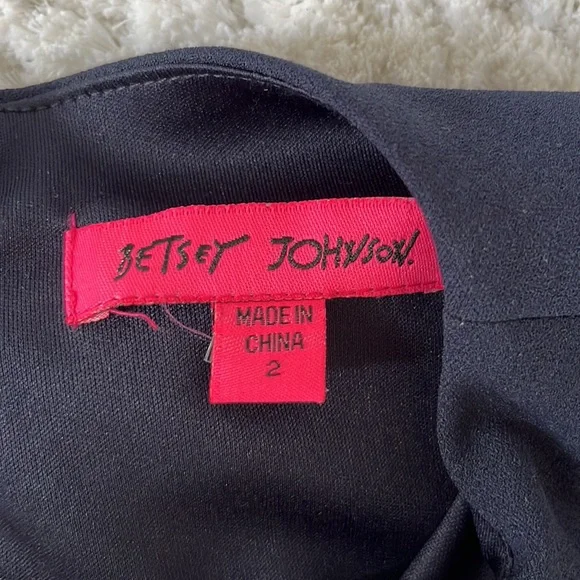 BETSEY JOHNSON.
MADE IN
CHINA
2